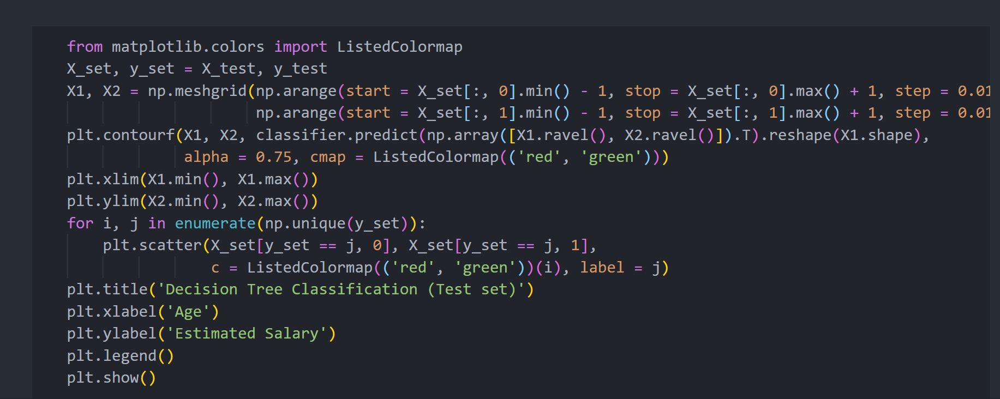 from matplotlib.colors import ListedColormap
X_set, y_set = X_test, y_test
X1, X2 = np.meshgrid(np.arange(start = X_set[:, 0].min() - 1, stop = X_set[:, 0].max() + 1, step = 0.01
                     np.arange(start = X_set[:, 1].min() - 1, stop = X_set[:, 1].max() + 1, step = 0.01
plt.contourf(X1, X2, classifier.predict(np.array([X1.ravel(), X2.ravel()]).T).reshape(X1.shape),
             alpha = 0.75, cmap = ListedColormap(('red', 'green')))
plt.xlim(X1.min(), X1.max())
plt.ylim(X2.min(), X2.max())
for i, j in enumerate(np.unique(y_set)):
    plt.scatter(X_set[y_set == j, 0], X_set[y_set == j, 1],
                c = ListedColormap(('red', 'green'))(i), label = j)
plt.title('Decision Tree Classification (Test set)')
plt.xlabel('Age')
plt.ylabel('Estimated Salary')
plt.legend()
plt.show()